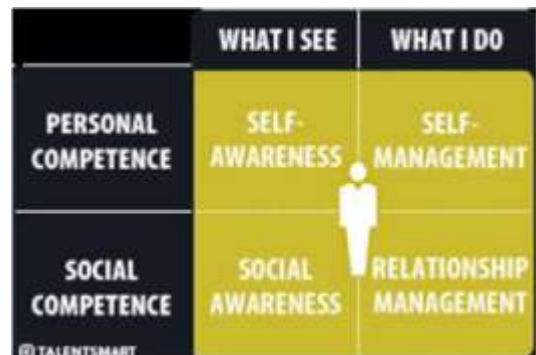 WHAT I SEE WHAT I DO
PERSONAL COMPETENCE SELF-AWARENESS SELF-MANAGEMENT
SOCIAL COMPETENCE SOCIAL AWARENESS RELATIONSHIP MANAGEMENT
© TALENTSMART